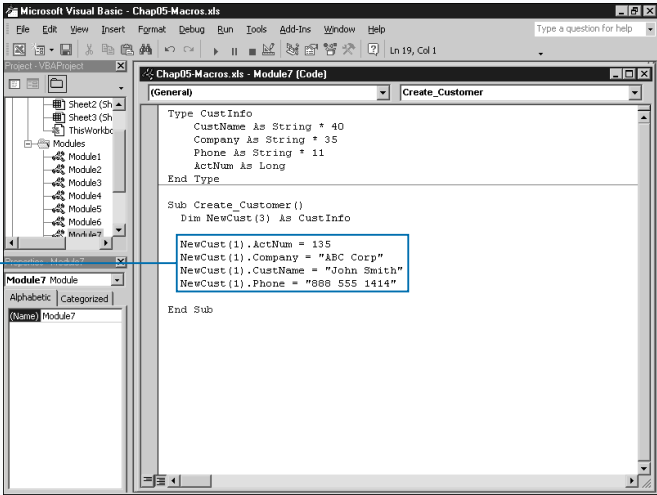 Microsoft Visual Basic - Chap05-Macros.xls
File Edit View Insert Format Debug Run Tools Add-Ins Window Help
Type a question for help
Ln 19, Col 1
Project - VBAProject
Sheet2 (Sh
Sheet3 (Sh
ThisWorkbo
Modules
Module1
Module2
Module3
Module4
Module5
Module6
Module7
Properties - Module7
Module7 Module
Alphabetic Categorized
(Name) Module7
Chap05-Macros.xls - Module7 (Code)
(General) Create_Customer
Type CustInfo
CustName As String * 40
Company As String * 35
Phone As String * 11
ActNum As Long
End Type
Sub Create_Customer()
Dim NewCust(3) As CustInfo
NewCust(1).ActNum = 135
NewCust(1).Company = "ABC Corp"
NewCust(1).CustName = "John Smith"
NewCust(1).Phone = "888 555 1414"
End Sub